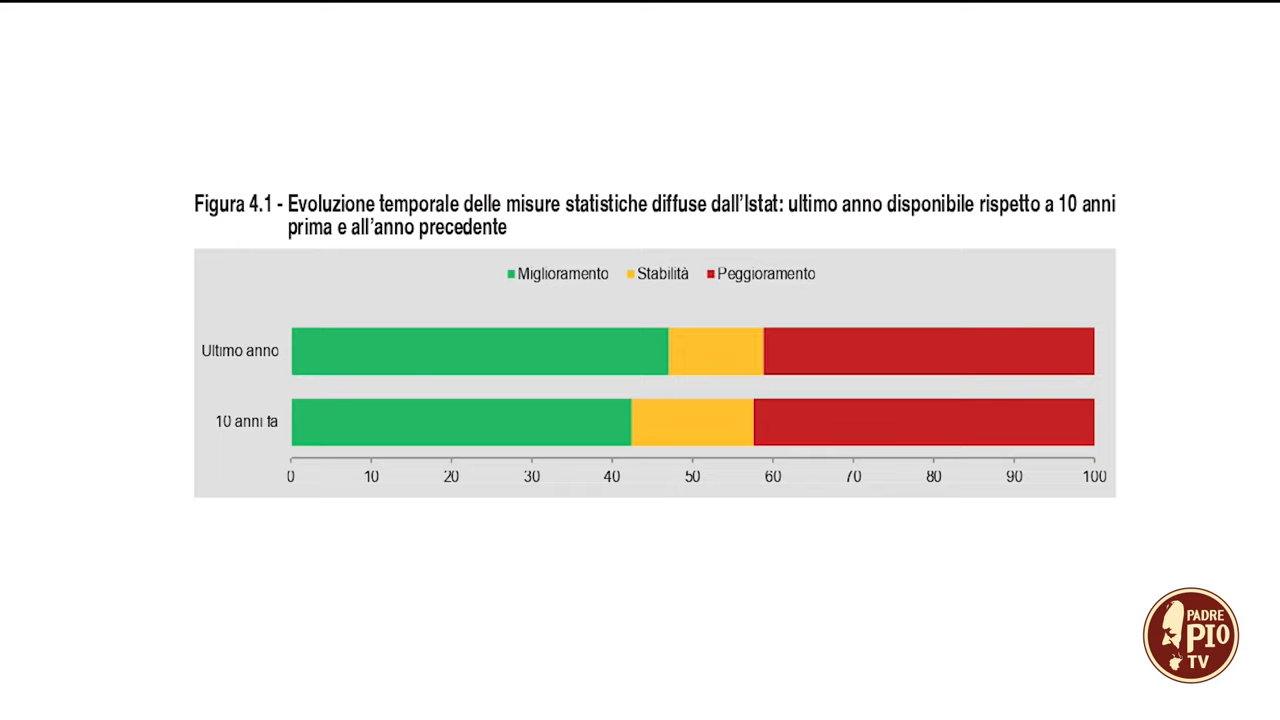 Figura 4.1 - Evoluzione temporale delle misure statistiche diffuse dall'Istat: ultimo anno disponibile rispetto a 10 anni
prima e all'anno precedente
Miglioramento Stabilità Peggioramento
Ultimo anno
10 anni fa
0 10 20 30 40 50 60 70 80 90 100
PADRE
PIO
TV